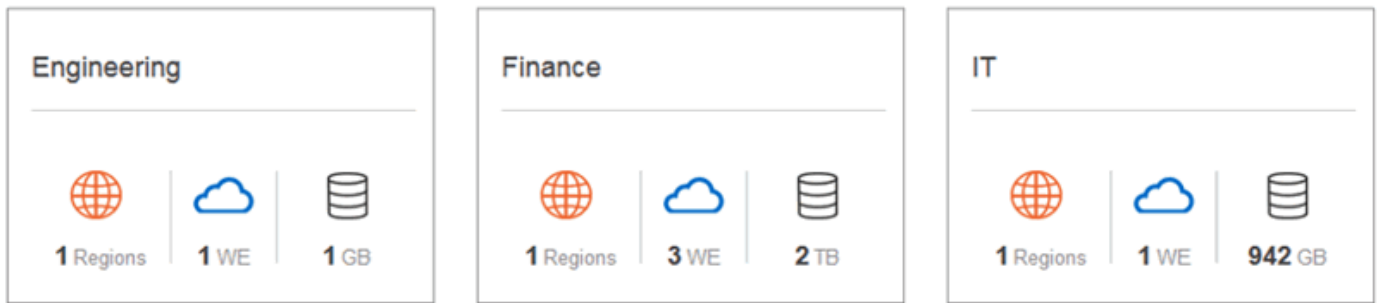 Engineering
1 Regions
1 WE
1 GB
Finance
1 Regions
3 WE
2 TB
IT
1 Regions
1 WE
942 GB